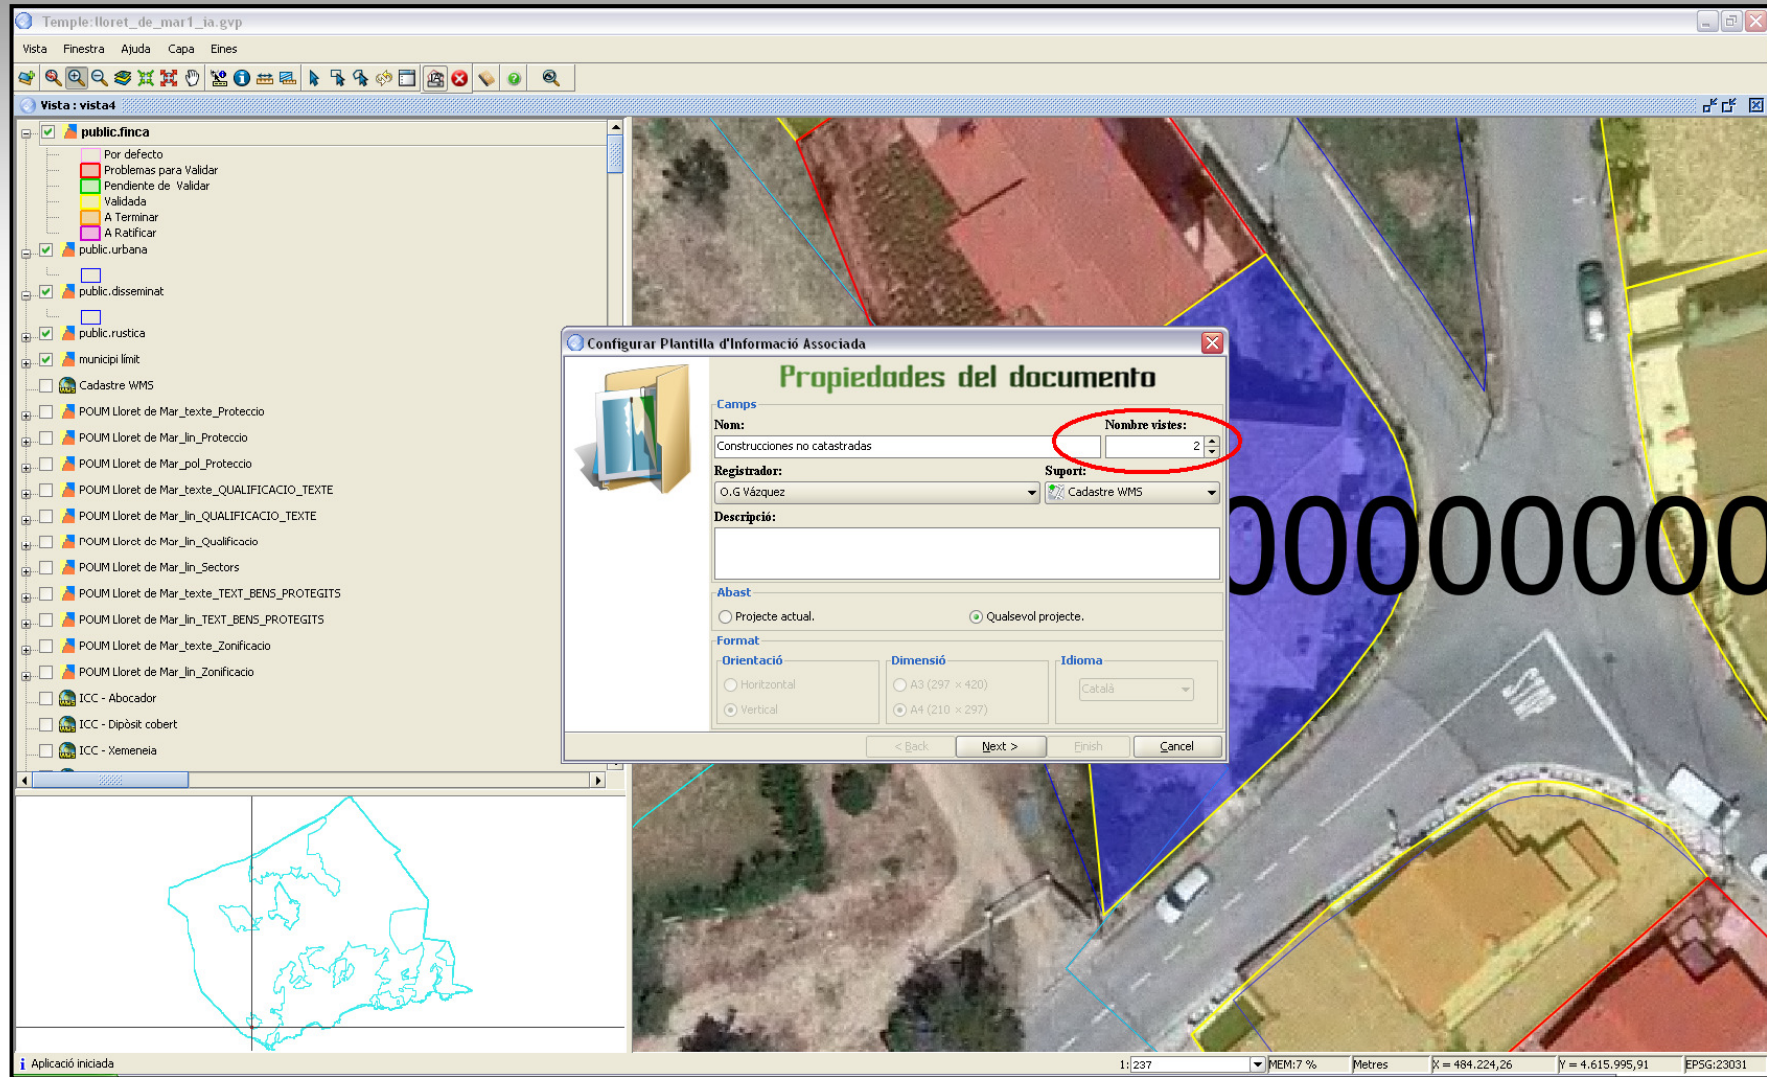 Temple:lloret_de_mar1_ia.gvp
Vista Finestra Ajuda Capa Eines
Vista : vista4
public.finca
Por defecto
Problemas para Validar
Pendiente de Validar
Validada
A Terminar
A Ratificar
public.urbana
public.disseminat
public.rustica
municipi límit
Cadastre WMS
POUM Lloret de Mar_texte_Proteccio
POUM Lloret de Mar_lin_Proteccio
POUM Lloret de Mar_pol_Proteccio
POUM Lloret de Mar_texte_QUALIFICACIO_TEXTE
POUM Lloret de Mar_lin_QUALIFICACIO_TEXTE
POUM Lloret de Mar_lin_Qualificacio
POUM Lloret de Mar_lin_Sectors
POUM Lloret de Mar_texte_TEXT_BENS_PROTEGITS
POUM Lloret de Mar_lin_TEXT_BENS_PROTEGITS
POUM Lloret de Mar_texte_Zonificacio
POUM Lloret de Mar_lin_Zonificacio
ICC - Abocador
ICC - Dipòsit cobert
ICC - Xemeneia
Configurar Plantilla d'Informació Associada
Propiedades del documento
Camps
Nom: Nombre vistes:
Construcciones no catastradas 2
Registrador: Suport:
O.G Vázquez Cadastre WMS
Descripció:
Abast
Projecte actual. Qualsevol projecte.
Format
Orientació Dimensió Idioma
Horitzontal A3 (297 × 420) Català
Vertical A4 (210 × 297)
< Back Next > Finish Cancel
00000000
Aplicació iniciada 1: 237 MEM:7 % Metres X = 484.224,26 Y = 4.615.995,91 EPSG:23031